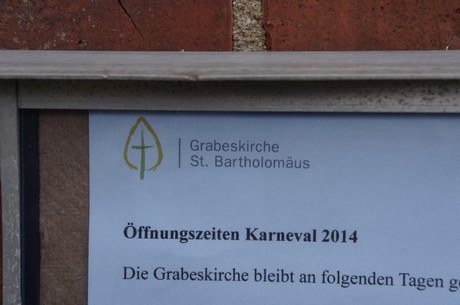 Grabeskirche
St. Bartholomäus
Öffnungszeiten Karneval 2014
Die Grabeskirche bleibt an folgenden Tagen